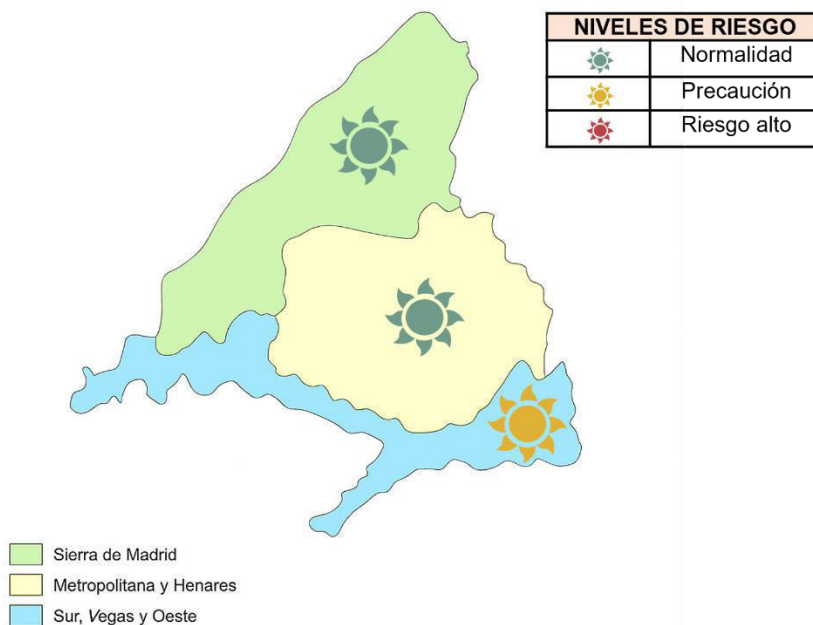 NIVELES DE RIESGO
Normalidad
Precaución
Riesgo alto
Sierra de Madrid
Metropolitana y Henares
Sur, Vegas y Oeste